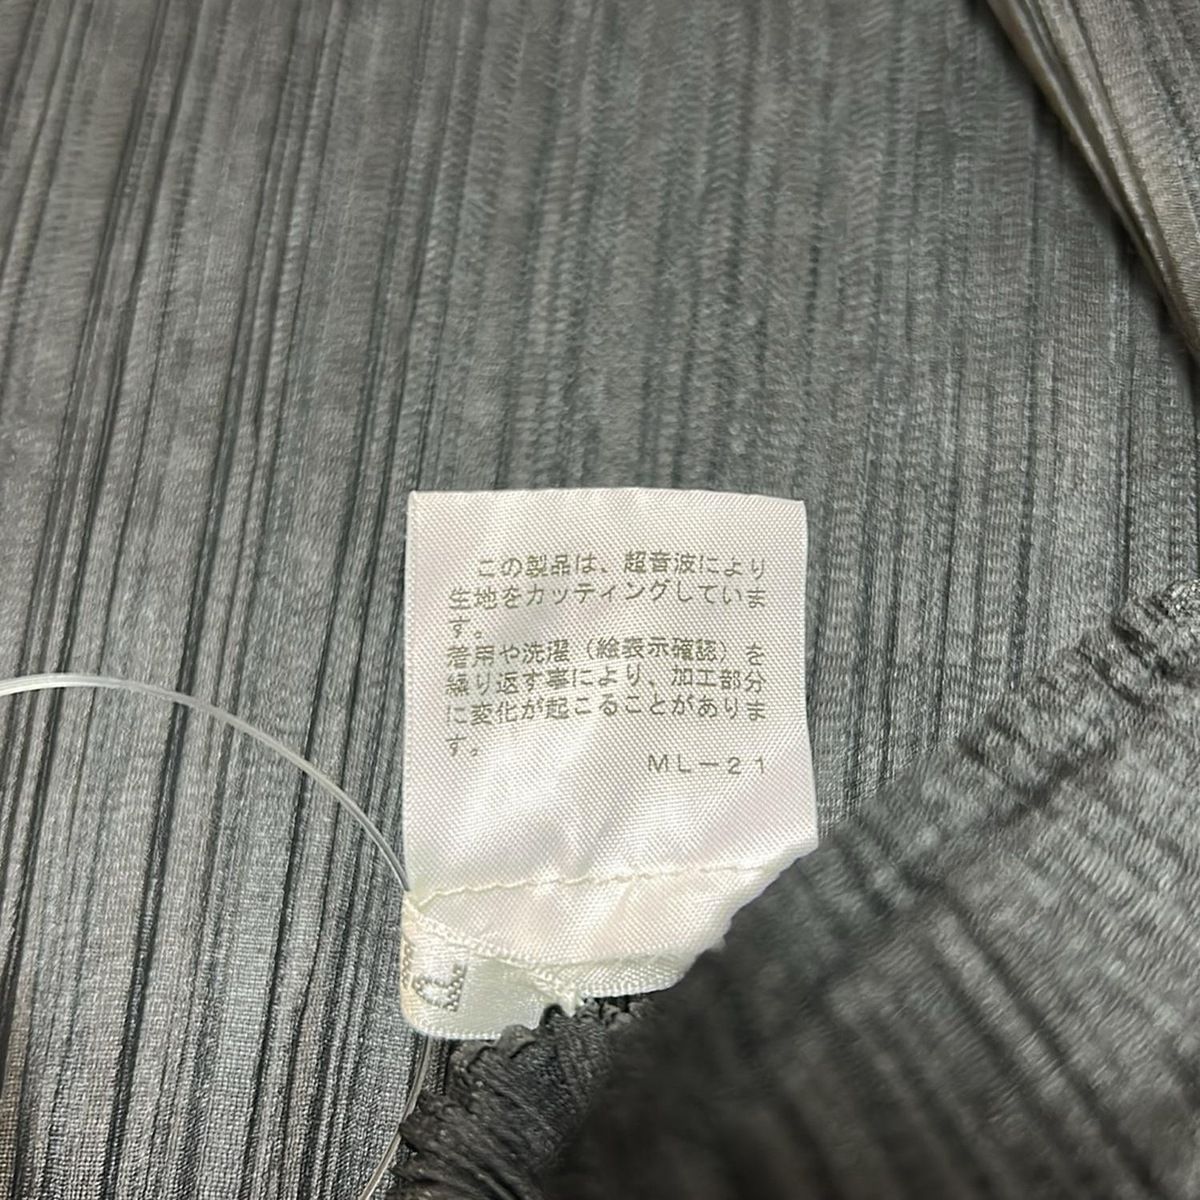 この製品は、超音波により
生地をカッティングしていま
す。
着用や洗濯（絵表示確認）を
繰り返す事により、加工部分
に変化が起こることがありま
す。
ML－21